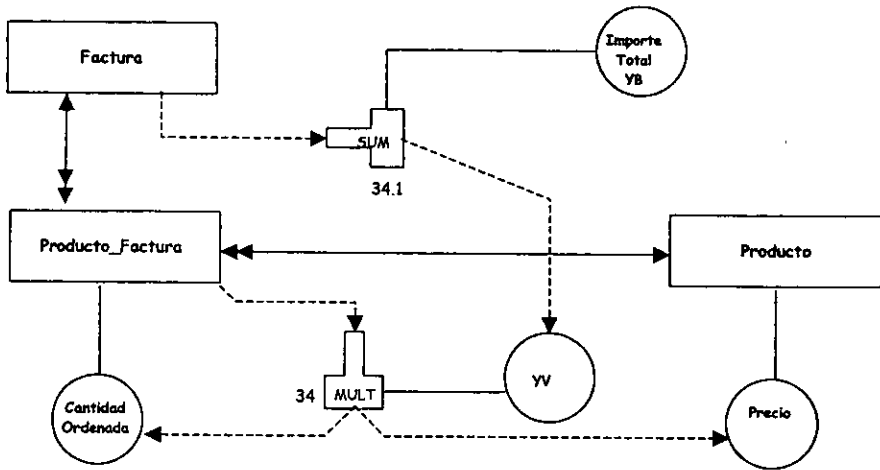 Factura
Importe
Total
YB
SUM
34.1
Producto_Factura
Producto
34
MULT
YV
Cantidad
Ordenada
Precio